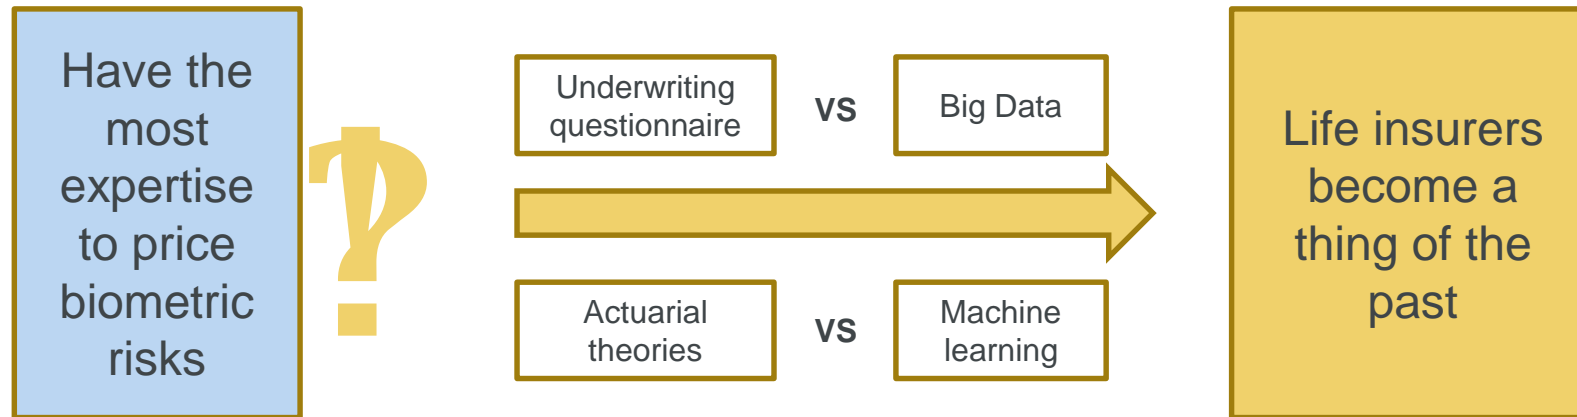 Have the
most
expertise
to price
biometric
risks
?!
Underwriting
questionnaire
VS
Big Data
Actuarial
theories
VS
Machine
learning
Life insurers
become a
thing of the
past